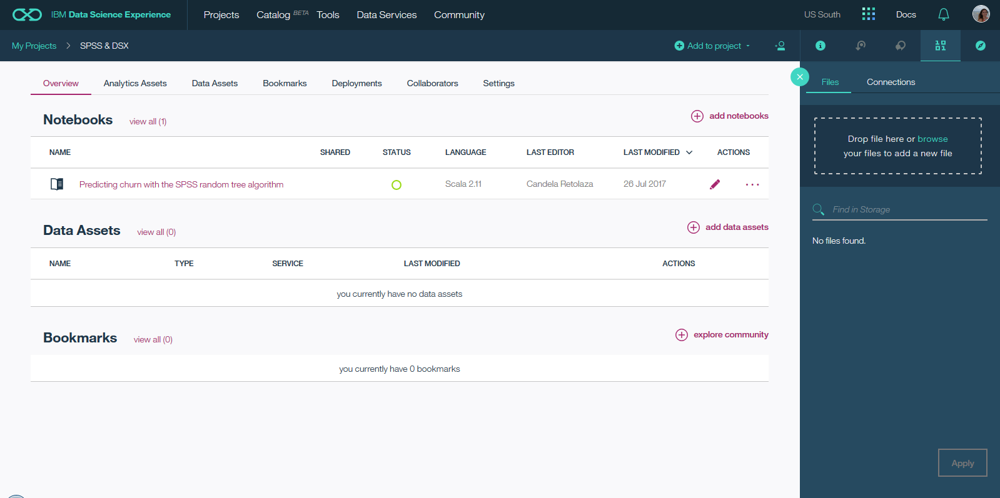 IBM Data Science Experience
Projects Catalog BETA Tools Data Services Community
US South Docs
My Projects > SPSS & DSX
Add to project
Overview Analytics Assets Data Assets Bookmarks Deployments Collaborators Settings
Notebooks view all (1)
add notebooks
NAME SHARED STATUS LANGUAGE LAST EDITOR LAST MODIFIED ACTIONS
Predicting churn with the SPSS random tree algorithm Scala 2.11 Candela Retolaza 26 Jul 2017
Data Assets view all (0)
add data assets
NAME TYPE SERVICE LAST MODIFIED ACTIONS
you currently have no data assets
Bookmarks view all (0)
explore community
you currently have 0 bookmarks
Files Connections
Drop file here or browse
your files to add a new file
Find in Storage
No files found.
Apply